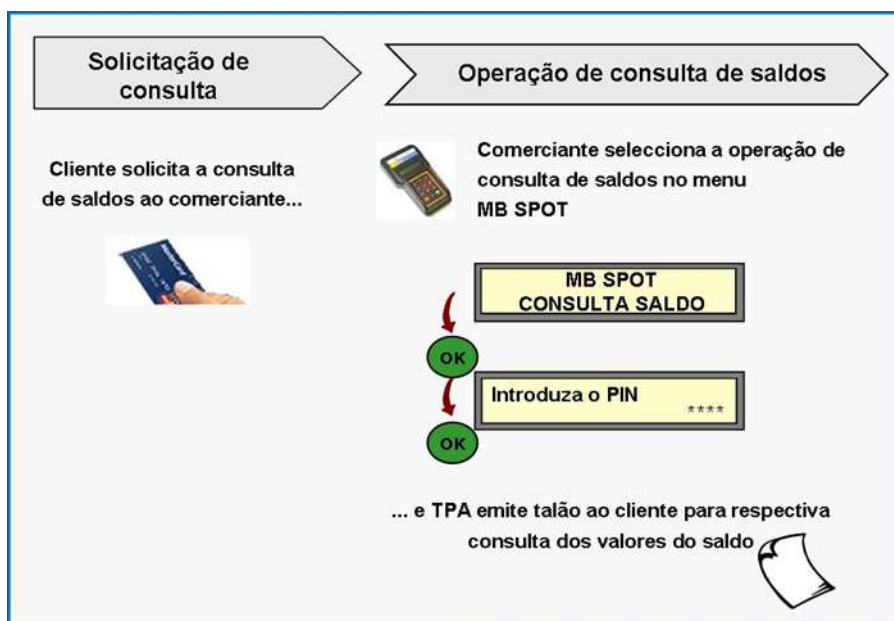 Solicitação de
consulta
Operação de consulta de saldos
Cliente solicita a consulta
de saldos ao comerciante...
MasterCard
Comerciante selecciona a operação de
consulta de saldos no menu
MB SPOT
MB SPOT
CONSULTA SALDO
OK
Introduza o PIN
****
OK
... e TPA emite talão ao cliente para respectiva
consulta dos valores do saldo